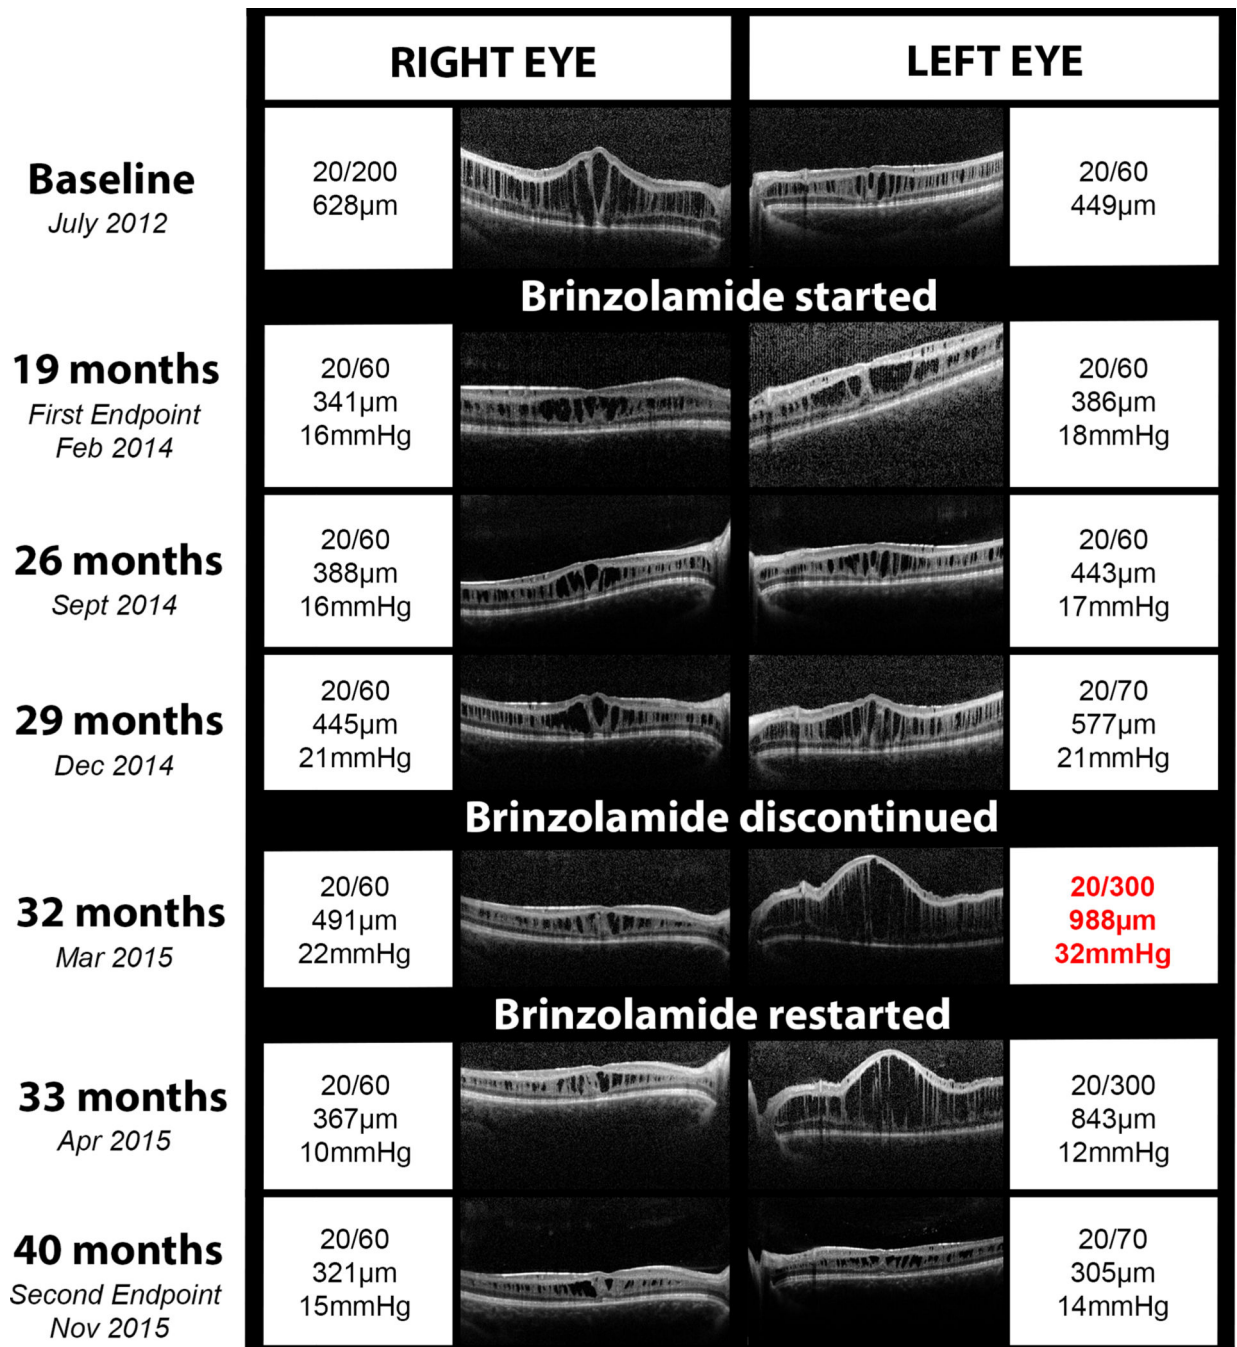 RIGHT EYE
LEFT EYE
Baseline
July 2012
20/200
628µm
20/60
449µm
Brinzolamide started
19 months
First Endpoint
Feb 2014
20/60
341µm
16mmHg
20/60
386µm
18mmHg
26 months
Sept 2014
20/60
388µm
16mmHg
20/60
443µm
17mmHg
29 months
Dec 2014
20/60
445µm
21mmHg
20/70
577µm
21mmHg
Brinzolamide discontinued
32 months
Mar 2015
20/60
491µm
22mmHg
20/300
988µm
32mmHg
Brinzolamide restarted
33 months
Apr 2015
20/60
367µm
10mmHg
20/300
843µm
12mmHg
40 months
Second Endpoint
Nov 2015
20/60
321µm
15mmHg
20/70
305µm
14mmHg